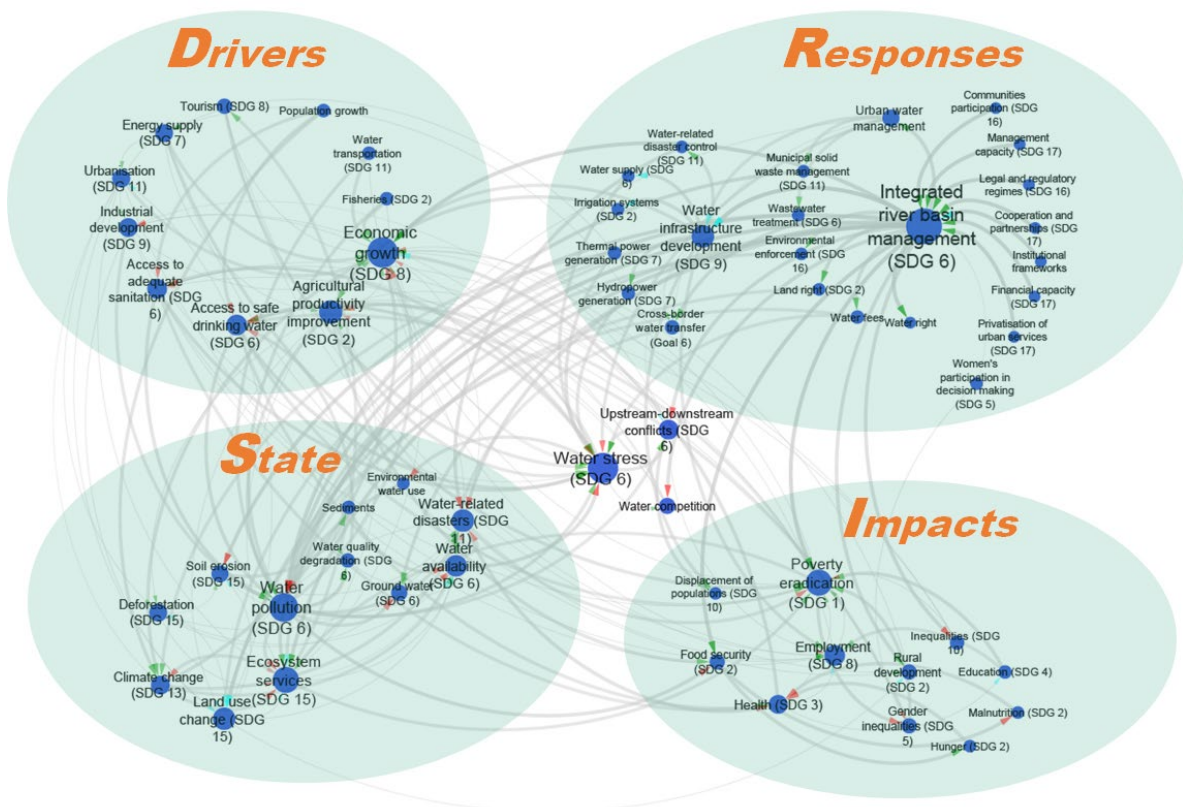 Drivers
Tourism (SDG 8)
Population growth
Energy supply (SDG
7)
Water
transportation (SDG
11)
Urbanisation
(SDG 11)
Fisheries (SDG 2)
Industrial
development
(SDG 9)
Economic
growth
(SDG 8)
Access to
adequate
sanitation (SDG
6)
Access to safe
drinking water
(SDG 6)
Agricultural
productivity
improvement
(SDG 2)
Responses
Communities
participation (SDG
16)
Urban water
management
Water-related
disaster control
(SDG 11)
Management
capacity (SDG 17)
Water supply (SDG
6)
Municipal solid
waste management
(SDG 11)
Legal and regulatory
regimes (SDG 16)
Integrated
river basin
management
(SDG 6)
Irrigation systems
(SDG 2)
Wastwater
treatment (SDG 6)
Water
infrastructure
development
(SDG 9)
Cooperation and
partnerships (SDG
17)
Thermal power
generation (SDG 7)
Environmental
enforcement (SDG
16)
Institutional
frameworks
Hydropower
generation (SDG 7)
Land right (SDG 2)
Financial
capacity (SDG
17)
Cross-border
water transfer
(Goal 6)
Water fees
Water right
Privatisation of
urban services
(SDG 17)
Women's
participation in
decision making
(SDG 5)
Upstream-downstream
conflicts (SDG
6)
Water stress
(SDG 6)
Water competition
State
Environmental
water use
Sediments
Water-related
disasters (SDG
11)
Water quality
degradation (SDG
6)
Water
availability
(SDG 6)
Soil erosion
(SDG 15)
Ground water
(SDG 6)
Water
pollution
(SDG 6)
Deforestation
(SDG 15)
Ecosystem
services
(SDG 15)
Climate change
(SDG 13)
Land use
change (SDG
15)
Impacts
Poverty
eradication
(SDG 1)
Displacement of
populations (SDG
10)
Inequalities (SDG
10)
Food security
(SDG 2)
Employment
(SDG 8)
Rural
development
(SDG 2)
Education (SDG 4)
Health (SDG 3)
Gender
inequalities (SDG
5)
Malnutrition (SDG 2)
Hunger (SDG 2)